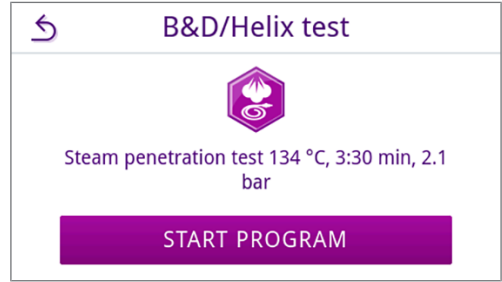 B&D/Helix test
Steam penetration test 134 °C, 3:30 min, 2.1
bar
START PROGRAM